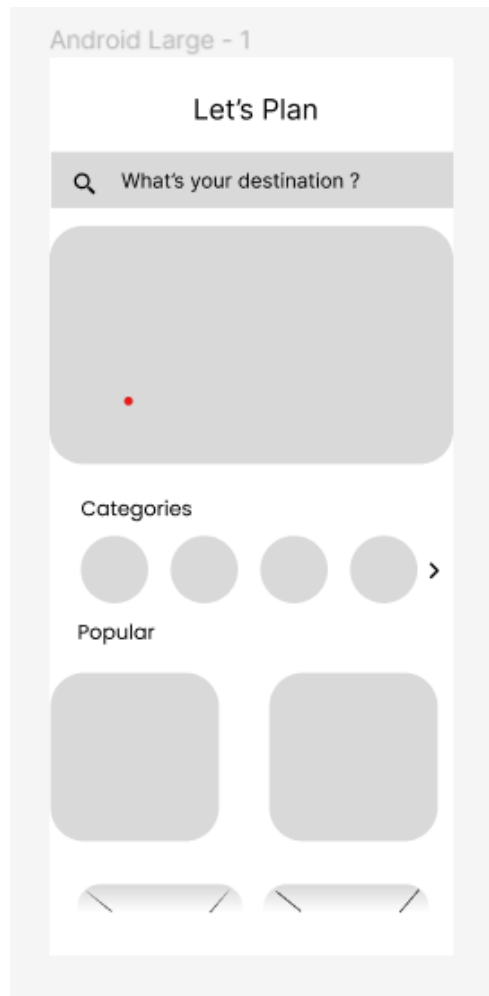 Android Large - 1
Let's Plan
What's your destination ?
Categories
Popular